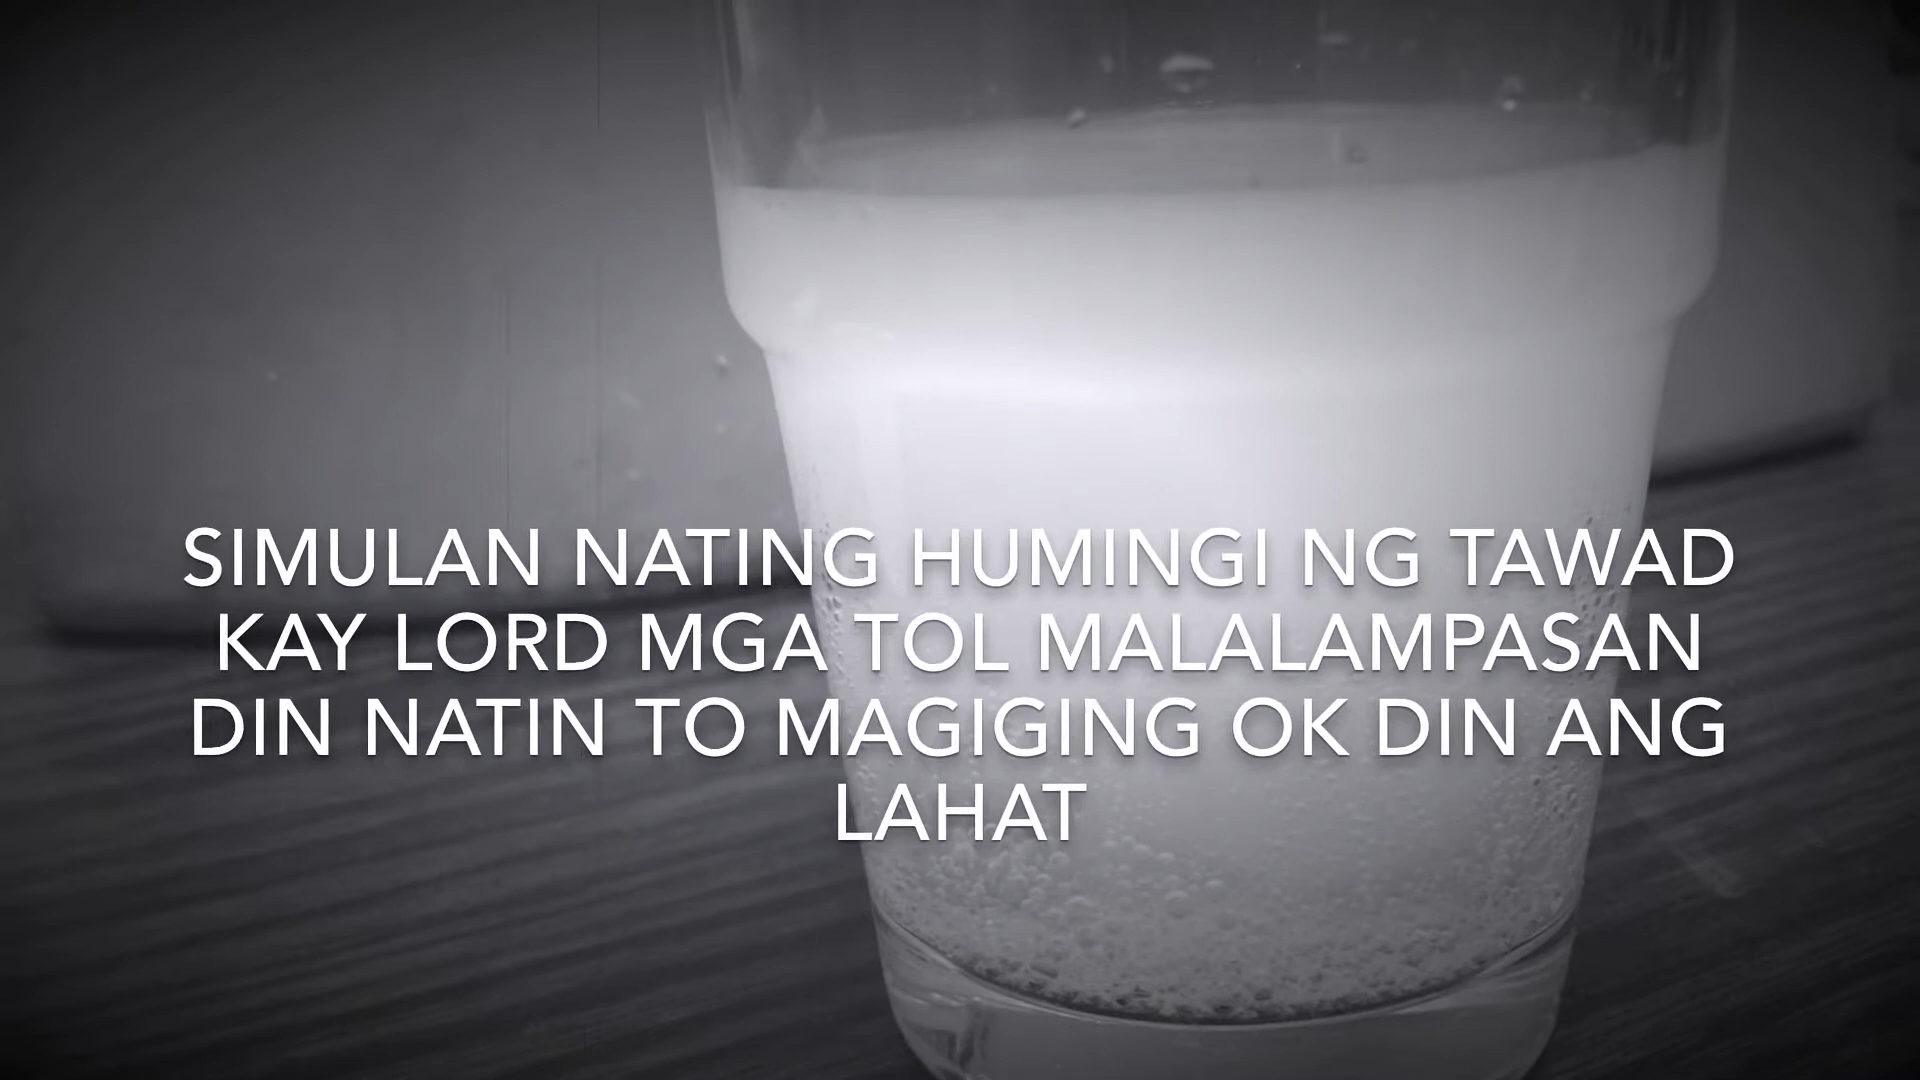 SIMULAN NATING HUMINGI NG TAWAD
KAY LORD MGA TOL MALALAMPASAN
DIN NATIN TO MAGIGING OK DIN ANG
LAHAT